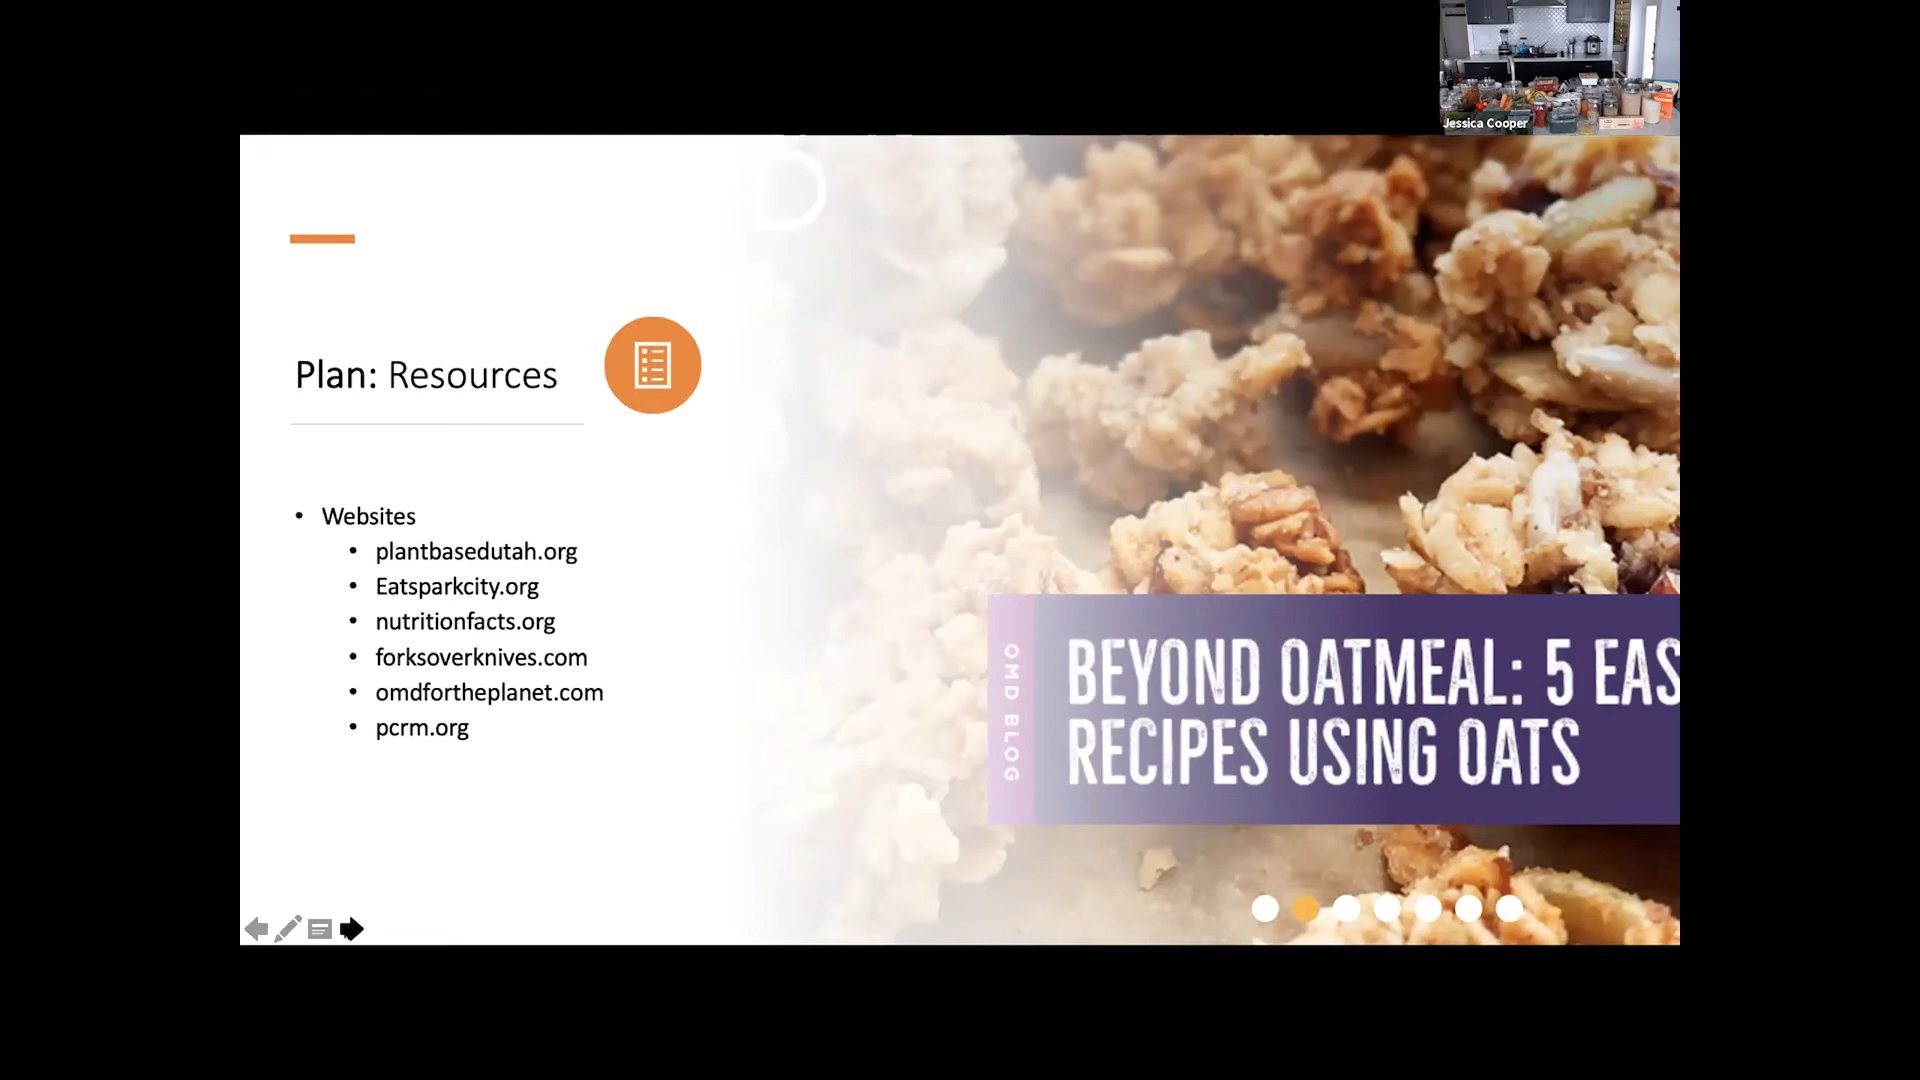 Jessica Cooper
D
Plan: Resources
• Websites
• plantbasedutah.org
• Eatsparkcity.org
• nutritionfacts.org
• forksoverknives.com
• omdfortheplanet.com
• pcrm.org
OMD BLOG
BEYOND OATMEAL: 5 EAS
RECIPES USING OATS